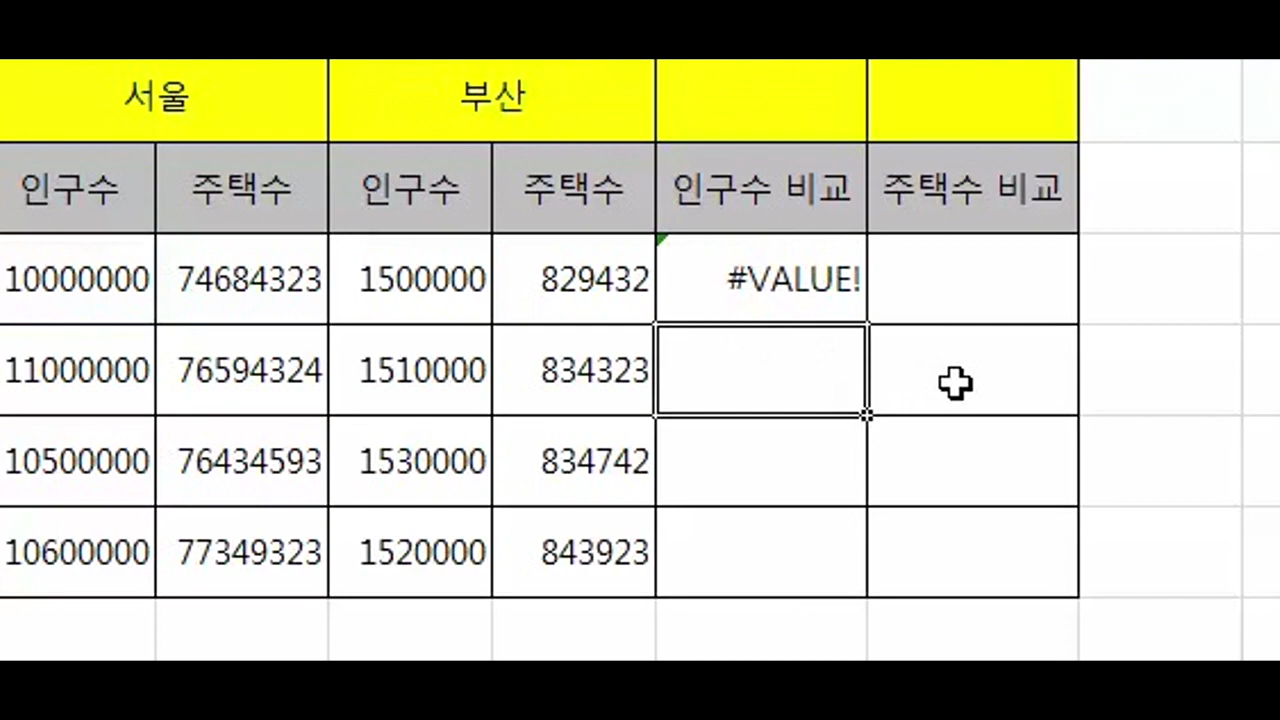 서울 부산
인구수 주택수 인구수 주택수 인구수 비교 주택수 비교
10000000 74684323 1500000 829432 #VALUE!
11000000 76594324 1510000 834323
10500000 76434593 1530000 834742
10600000 77349323 1520000 843923